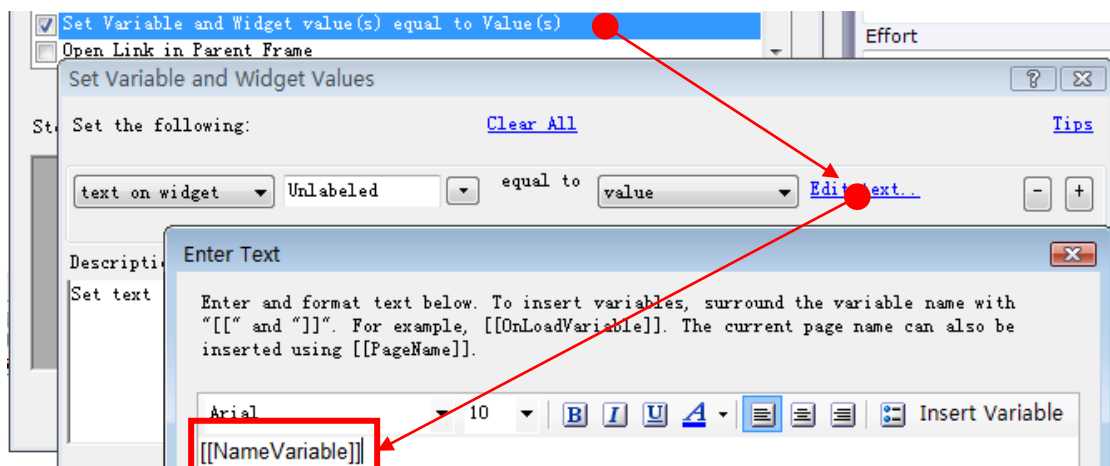 Set Variable and Widget value(s) equal to Value(s)
Effort
Open Link in Parent Frame
Set Variable and Widget Values
Set the following:
Clear All
Tips
text on widget
Unlabeled
equal to
value
Edit text..
-
+
Enter Text
Set text
Enter and format text below. To insert variables, surround the variable name with
"[[" and "]]". For example, [[OnLoadVariable]]. The current page name can also be
inserted using [[PageName]].
Arial
10
B I U A
Insert Variable
[[NameVariable]]